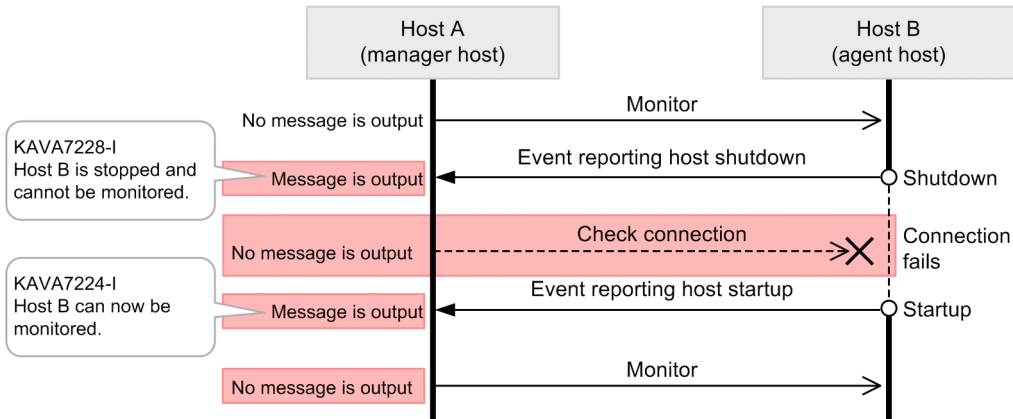 Host A
(manager host)
Host B
(agent host)
Monitor
No message is output
KAVA7228-I
Host B is stopped and
cannot be monitored.
Event reporting host shutdown
Message is output
Shutdown
Check connection
No message is output
Connection
fails
KAVA7224-I
Host B can now be
monitored.
Event reporting host startup
Message is output
Startup
Monitor
No message is output